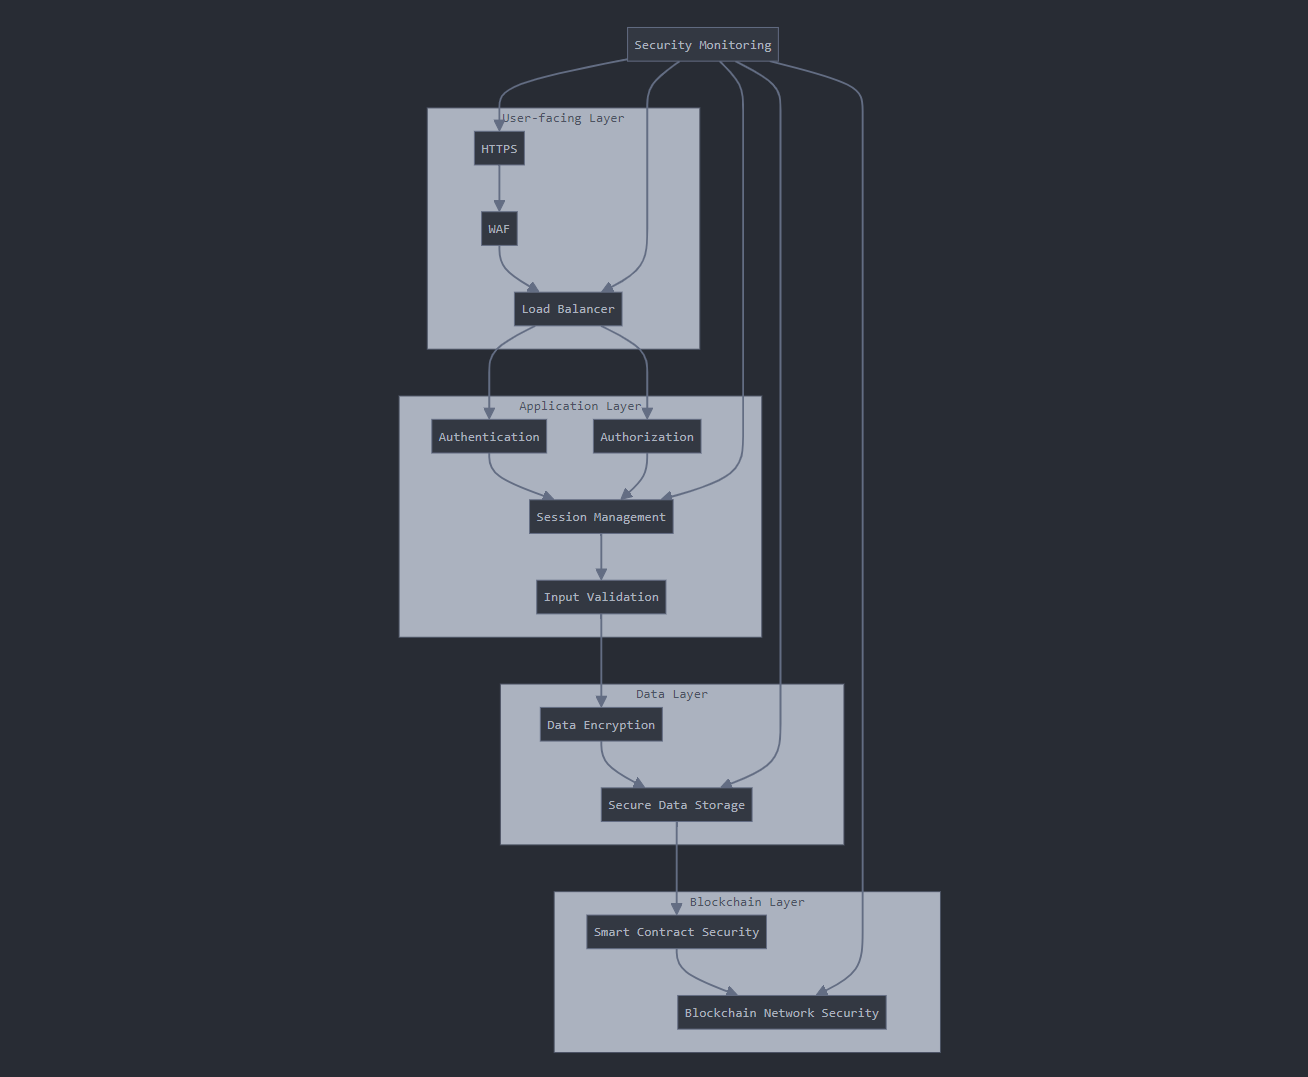 Security Monitoring
User-facing Layer
HTTPS
WAF
Load Balancer
Application Layer
Authentication
Authorization
Session Management
Input Validation
Data Layer
Data Encryption
Secure Data Storage
Blockchain Layer
Smart Contract Security
Blockchain Network Security